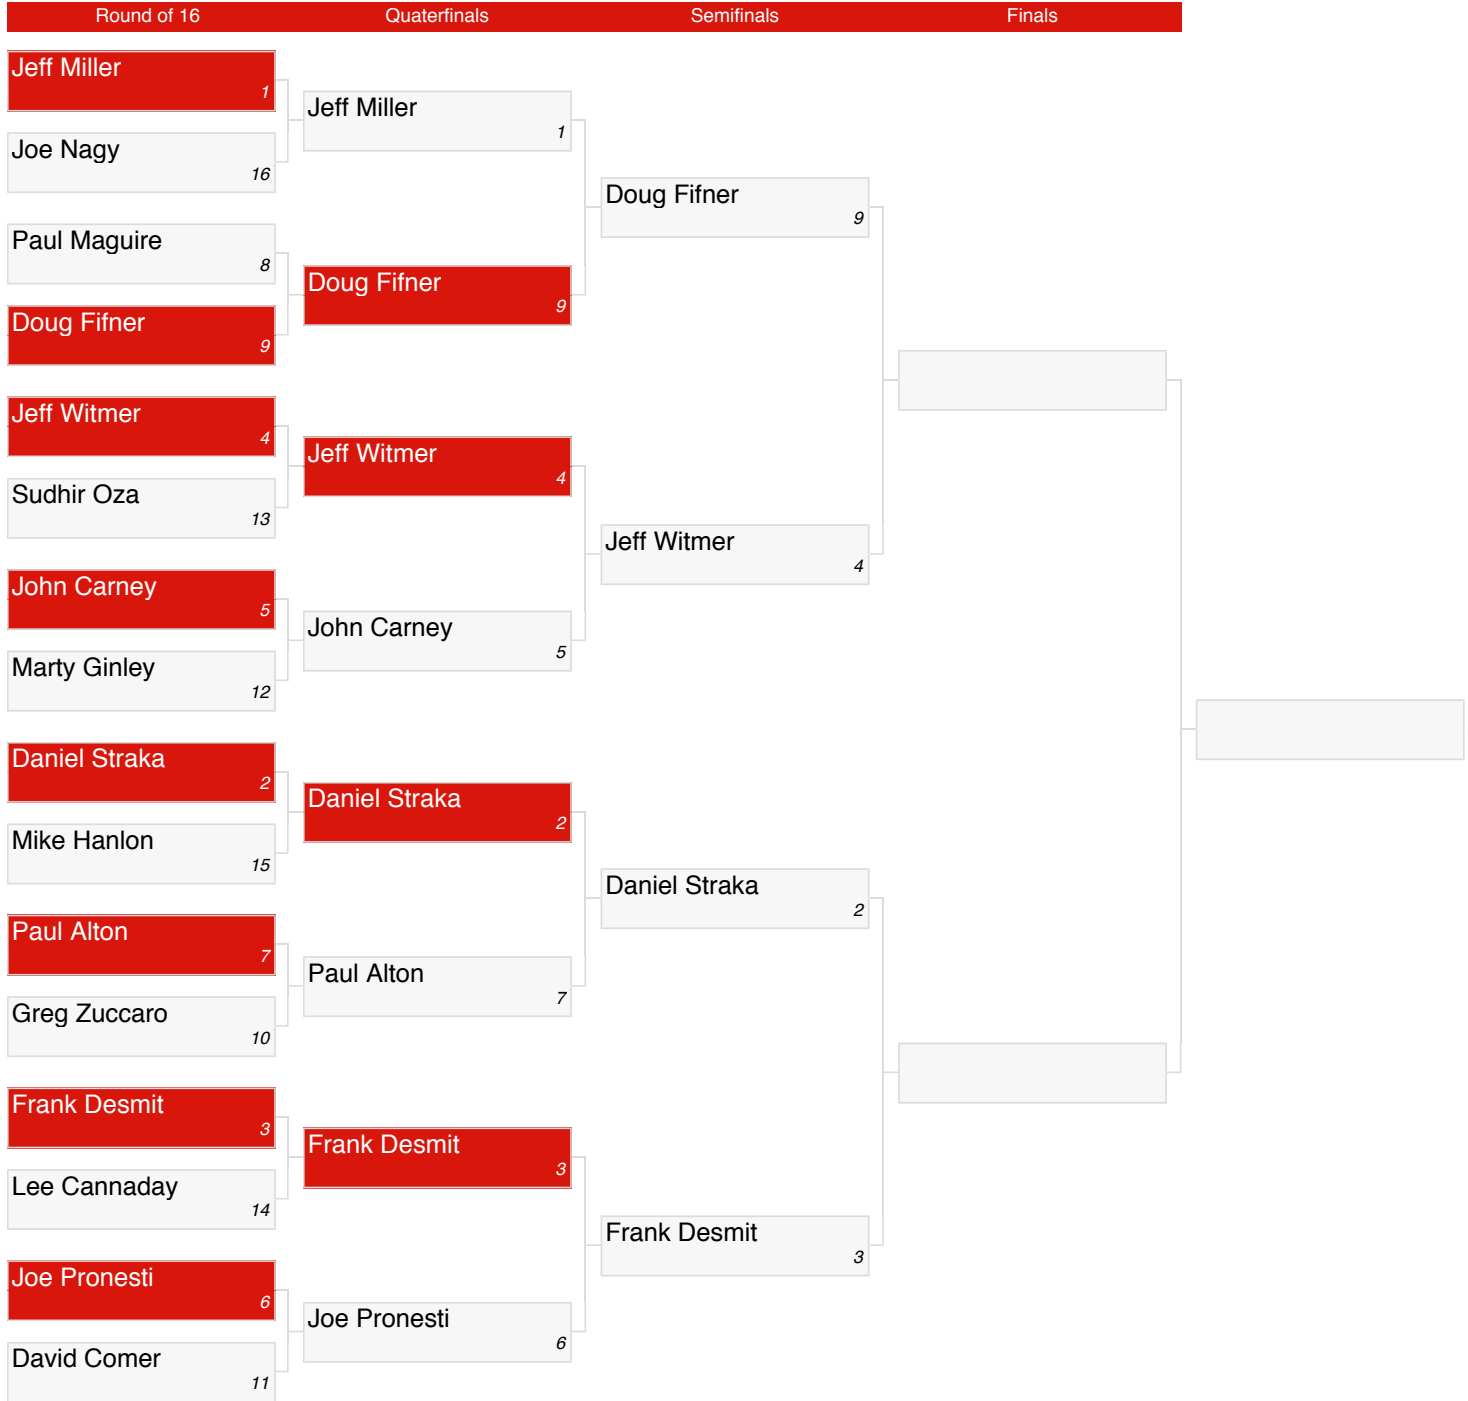 Round of 16
Quaterfinals
Semifinals
Finals
Jeff Miller
1
Joe Nagy
16
Paul Maguire
8
Doug Fifner
9
Jeff Witmer
4
Sudhir Oza
13
John Carney
5
Marty Ginley
12
Daniel Straka
2
Mike Hanlon
15
Paul Alton
7
Greg Zuccaro
10
Frank Desmit
3
Lee Cannaday
14
Joe Pronesti
6
David Comer
11
Jeff Miller
1
Doug Fifner
9
Jeff Witmer
4
John Carney
5
Daniel Straka
2
Paul Alton
7
Frank Desmit
3
Joe Pronesti
6
Doug Fifner
9
Jeff Witmer
4
Daniel Straka
2
Frank Desmit
3